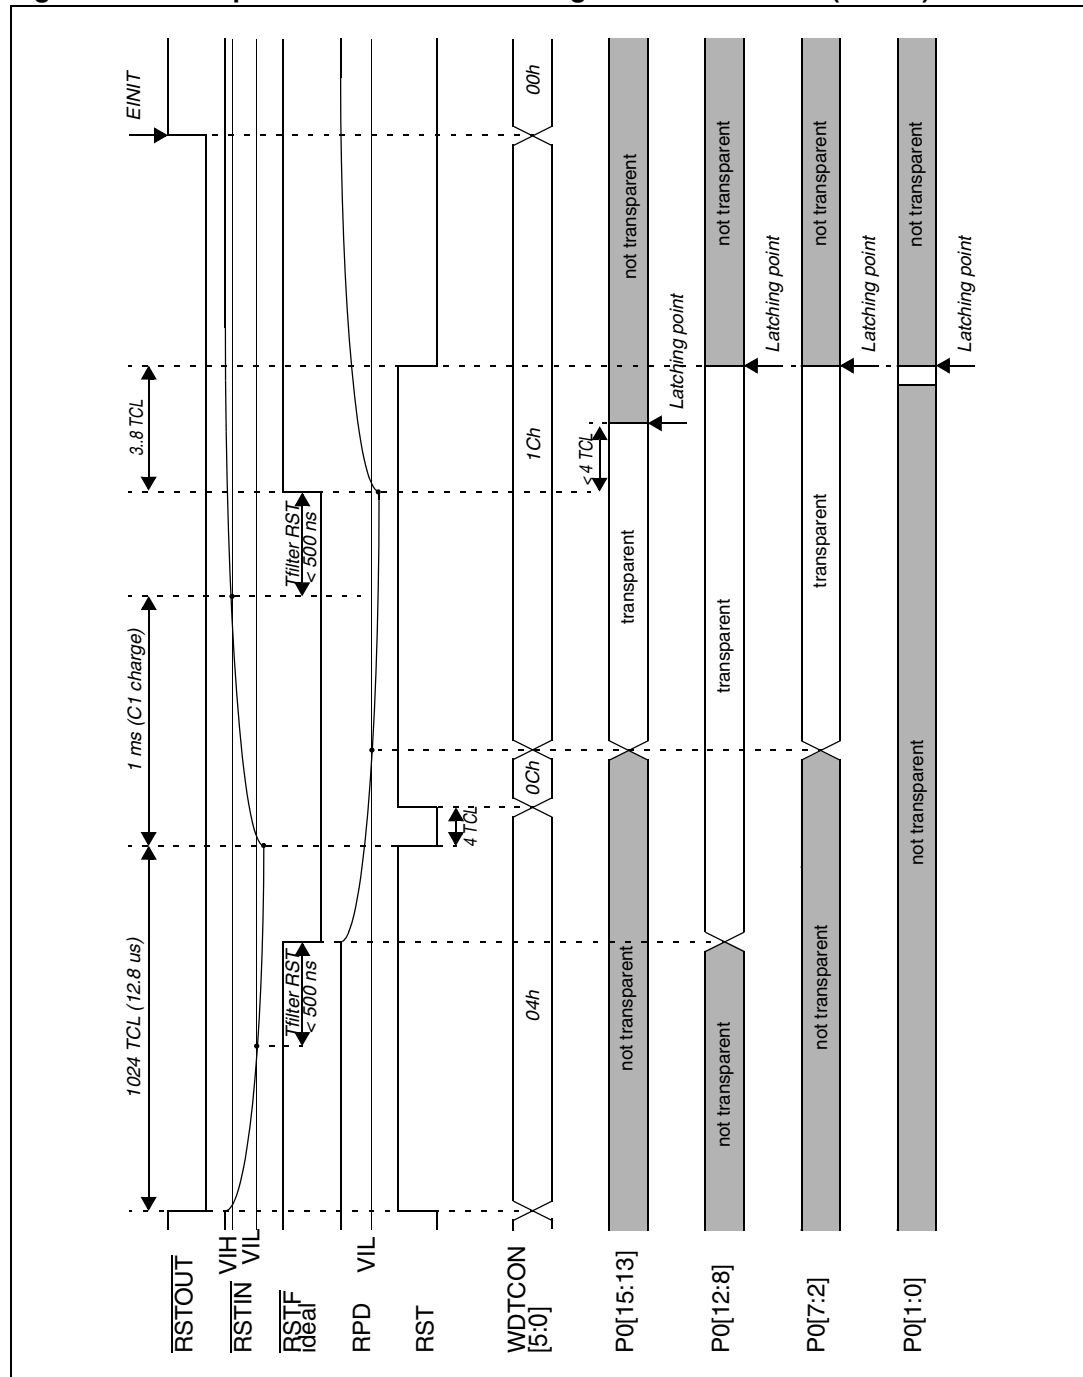 1024 TCL (12.8 us)
1 ms (C1 charge)
3..8 TCL
EINIT
RSTOUT
RSTIN
VIH
VIL
RSTF
ideal
Tfilter RST
< 500 ns
Tfilter RST
< 500 ns
RPD
VIL
RST
4 TCL
WDTCON
[5:0]
04h
0Ch
1Ch
00h
<4 TCL
P0[15:13]
not transparent
transparent
not transparent
Latching point
P0[12:8]
not transparent
transparent
not transparent
Latching point
P0[7:2]
not transparent
transparent
not transparent
Latching point
P0[1:0]
not transparent
not transparent
Latching point